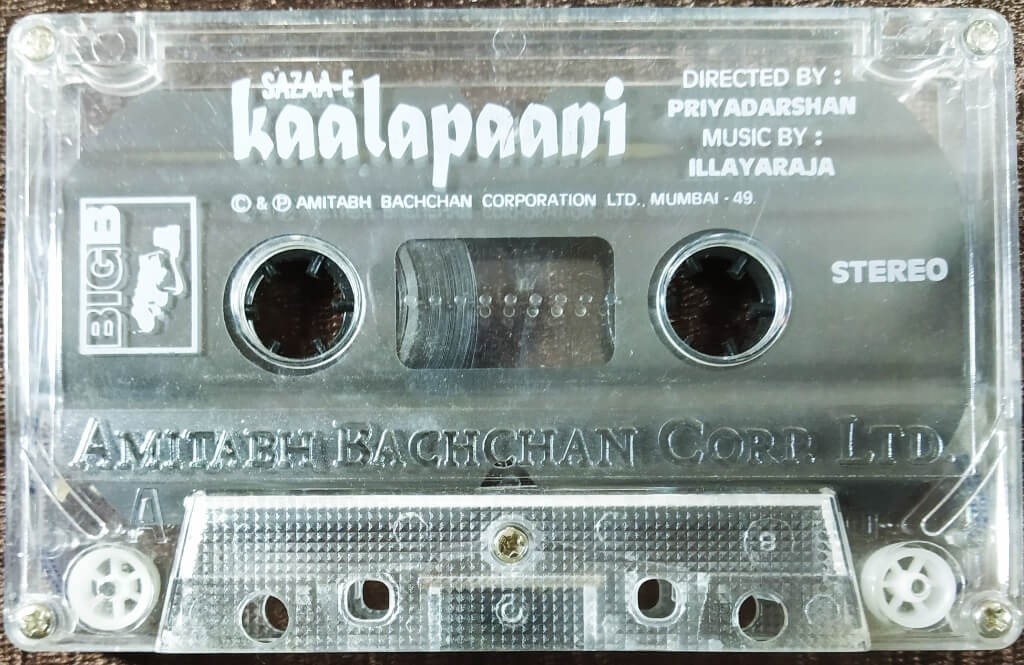 SAZAA-E
kaalapaani
DIRECTED BY :
PRIYADARSHAN
MUSIC BY :
ILLAYARAJA
© & ℗ AMITABH BACHCHAN CORPORATION LTD., MUMBAI - 49.
BIG B
STEREO
AMITABH BACHCHAN CORP. LTD.
A
8